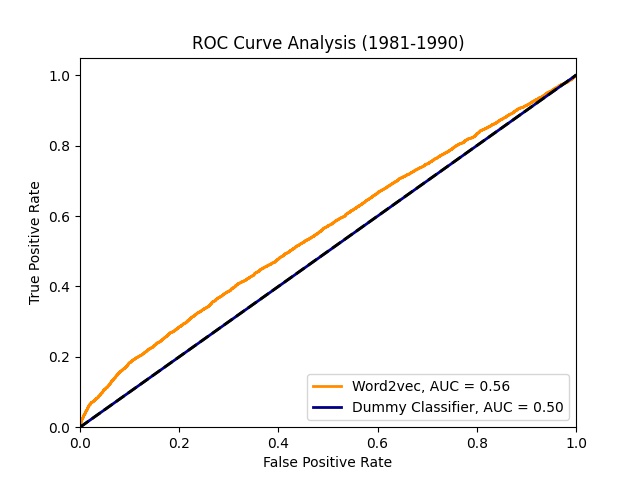 ROC Curve Analysis (1981-1990)
True Positive Rate
1.0
0.8
0.6
0.4
0.2
0.0
Word2vec, AUC = 0.56
Dummy Classifier, AUC = 0.50
0.0 0.2 0.4 0.6 0.8 1.0
False Positive Rate